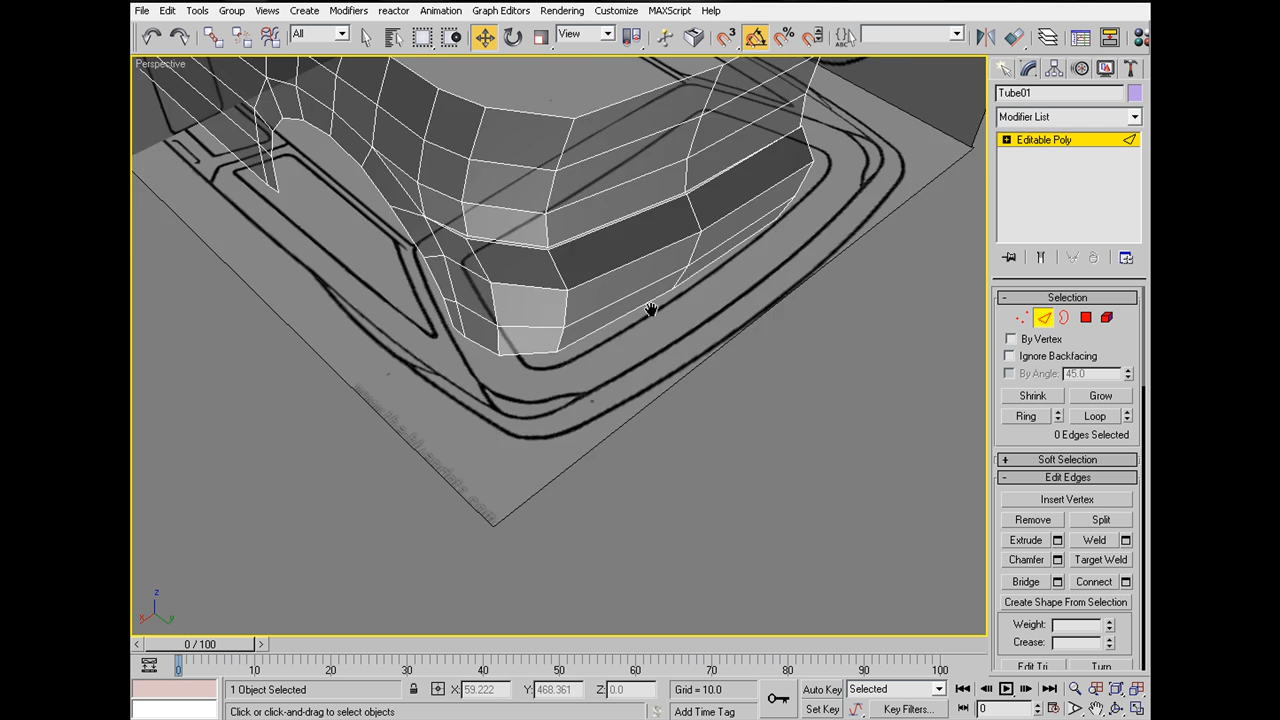 File Edit Tools Group Views Create Modifiers reactor Animation Graph Editors Rendering Customize MAXScript Help
All View
Perspective
Tube01
Modifier List
Editable Poly
- Selection
By Vertex
Ignore Backfacing
By Angle: 45.0
Shrink Grow
Ring Loop
0 Edges Selected
+ Soft Selection
- Edit Edges
Insert Vertex
Remove Split
Extrude Weld
Chamfer Target Weld
Bridge Connect
Create Shape From Selection
Weight:
Crease:
Edit Tri Turn
z
x y
< 0 / 100 >
0 10 20 30 40 50 60 70 80 90 100
1 Object Selected X: 59.222 Y: 468.361 Z: 0.0 Grid = 10.0 Auto Key Selected
Click or click-and-drag to select objects Add Time Tag Set Key Key Filters... 0